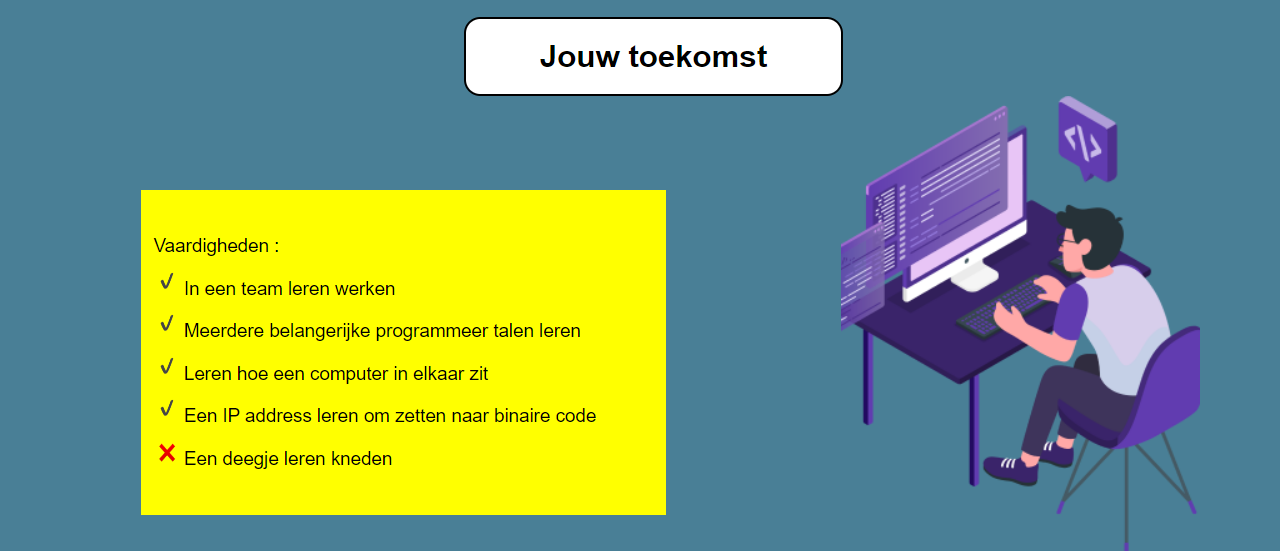 Jouw toekomst
Vaardigheden :
✓ In een team leren werken
✓ Meerdere belangerijke programmeer talen leren
✓ Leren hoe een computer in elkaar zit
✓ Een IP address leren om zetten naar binaire code
✗ Een deegje leren kneden